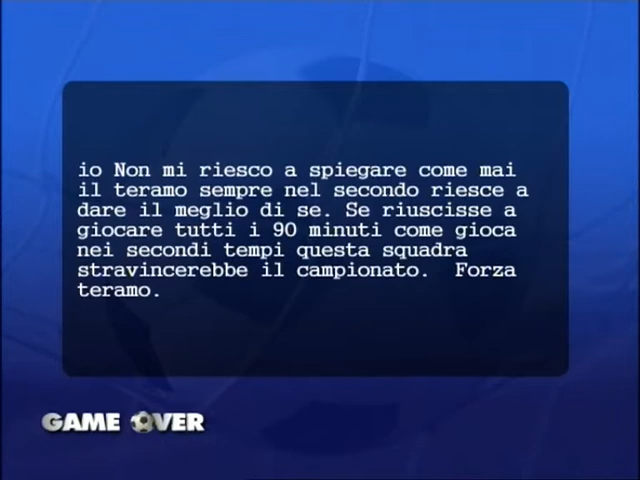 io Non mi riesco a spiegare come mai
il teramo sempre nel secondo riesce a
dare il meglio di se. Se riuscisse a
giocare tutti i 90 minuti come gioca
nei secondi tempi questa squadra
stravincerebbe il campionato.  Forza
teramo.
GAME OVER